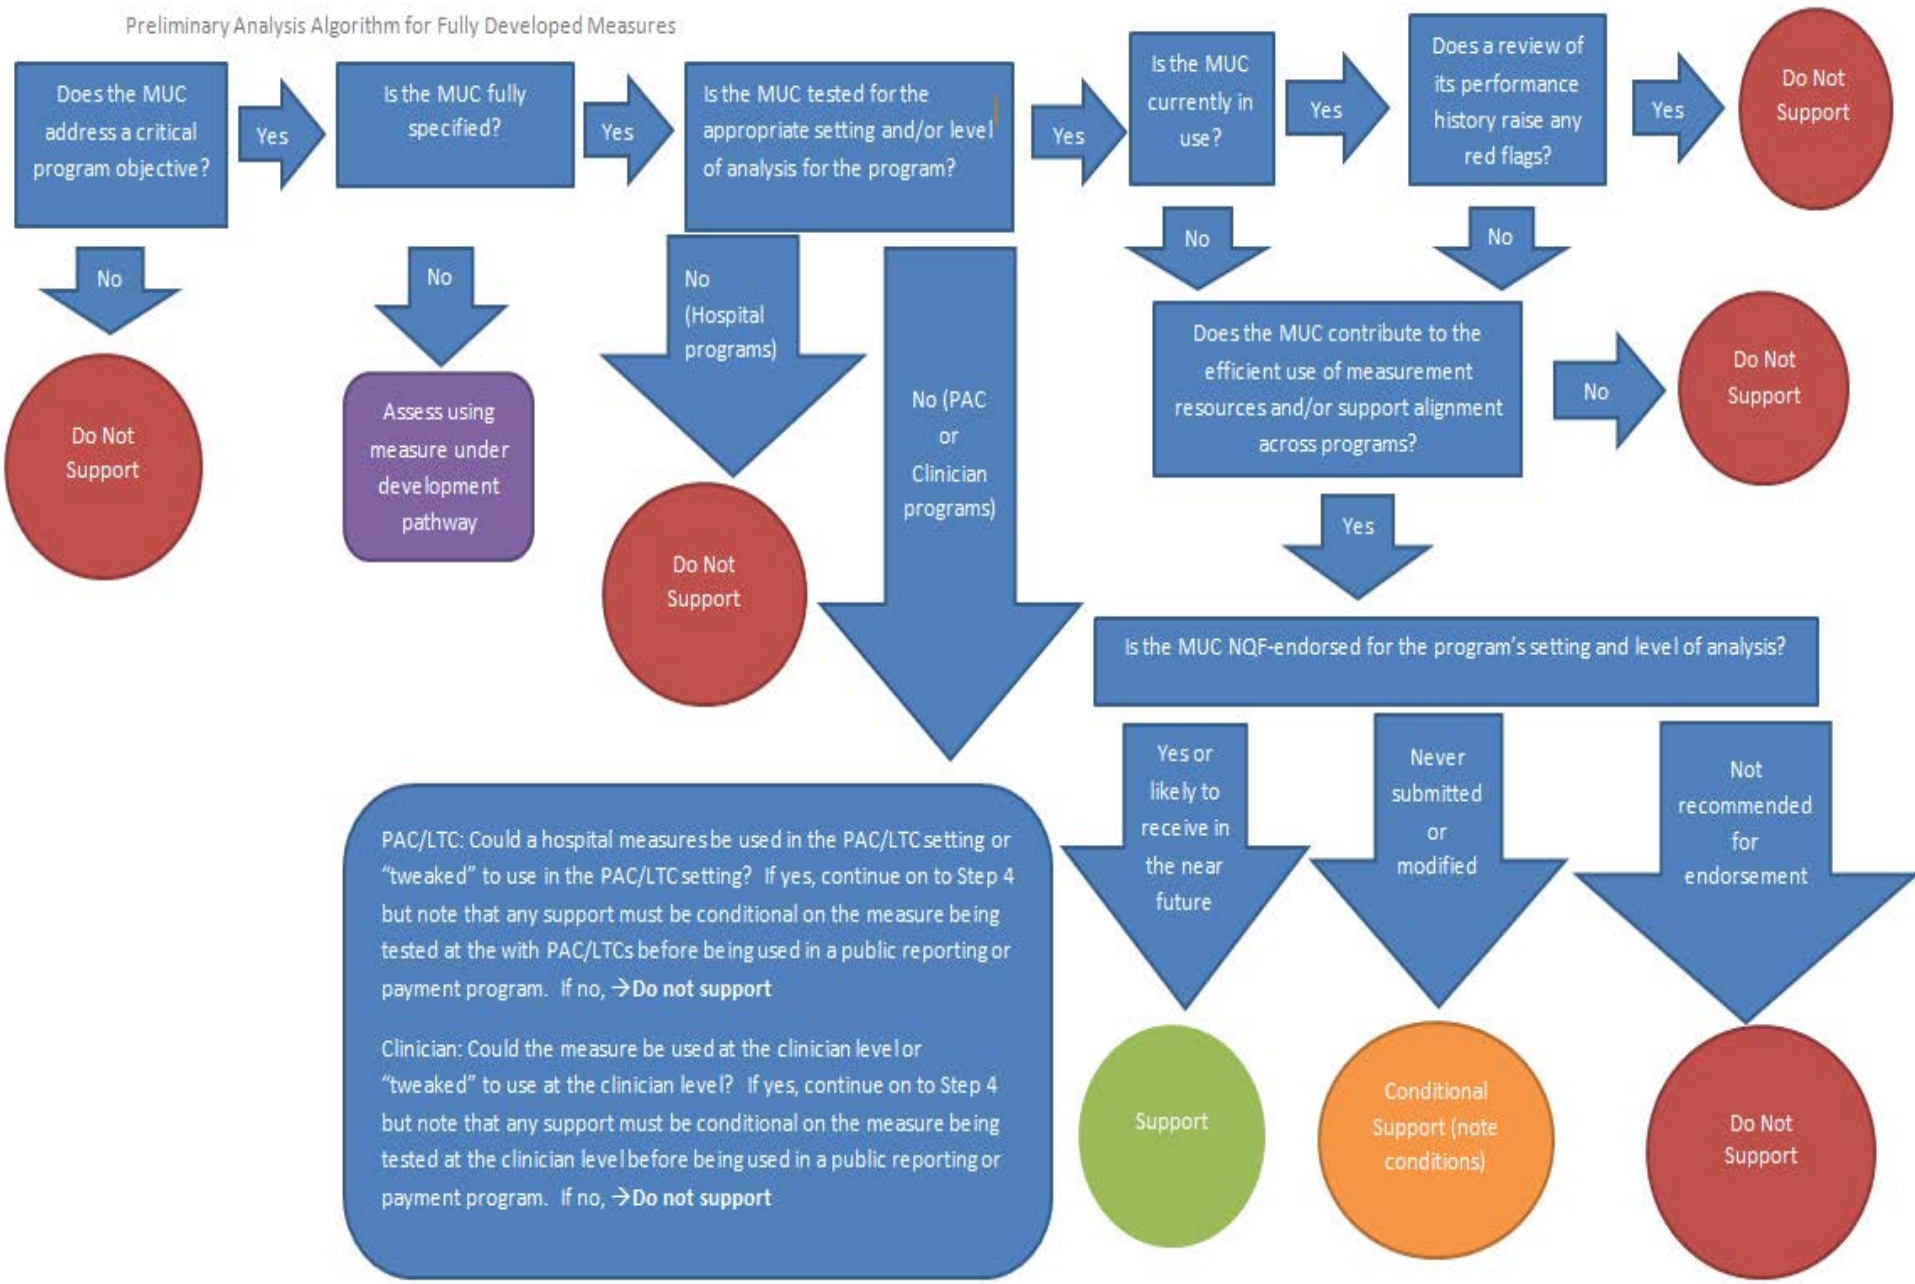 Preliminary Analysis Algorithm for Fully Developed Measures
Does the MUC
address a critical
program objective?
Yes
Is the MUC fully
specified?
Yes
Is the MUC tested for the
appropriate setting and/or level
of analysis for the program?
Yes
Is the MUC
currently in
use?
Yes
Does a review of
its performance
history raise any
red flags?
Yes
Do Not
Support
No
Do Not
Support
No
Assess using
measure under
development
pathway
No
(Hospital
programs)
Do Not
Support
No (PAC
or
Clinician
programs)
No
No
Does the MUC contribute to the
efficient use of measurement
resources and/or support alignment
across programs?
No
Do Not
Support
Yes
Is the MUC NQF-endorsed for the program's setting and level of analysis?
Yes or
likely to
receive in
the near
future
Never
submitted
or
modified
Not
recommended
for
endorsement
PAC/LTC: Could a hospital measures be used in the PAC/LTC setting or
“tweaked” to use in the PAC/LTC setting? If yes, continue on to Step 4
but note that any support must be conditional on the measure being
tested at the with PAC/LTCs before being used in a public reporting or
payment program. If no, →Do not support
Clinician: Could the measure be used at the clinician level or
“tweaked” to use at the clinician level? If yes, continue on to Step 4
but note that any support must be conditional on the measure being
tested at the clinician level before being used in a public reporting or
payment program. If no, →Do not support
Support
Conditional
Support (note
conditions)
Do Not
Support